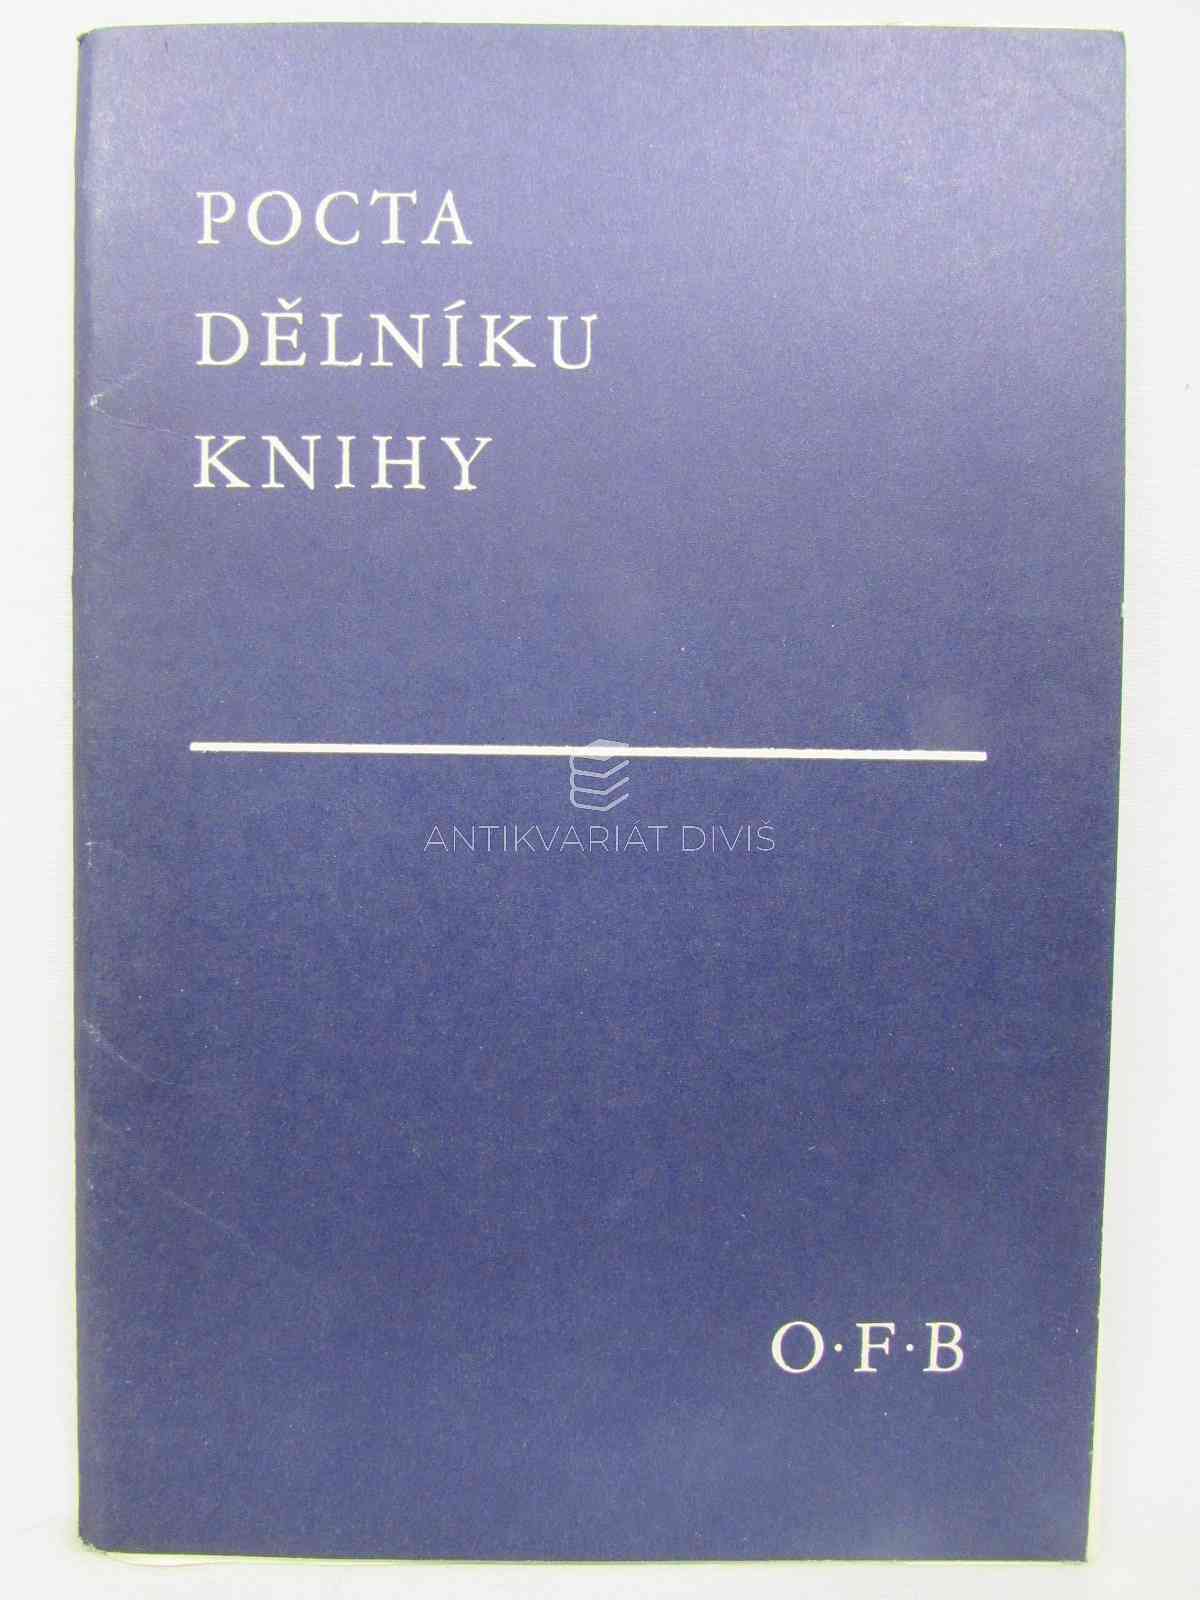 POCTA
DĚLNÍKU
KNIHY
ANTIKVARIÁT DIVIŠ
O·F·B